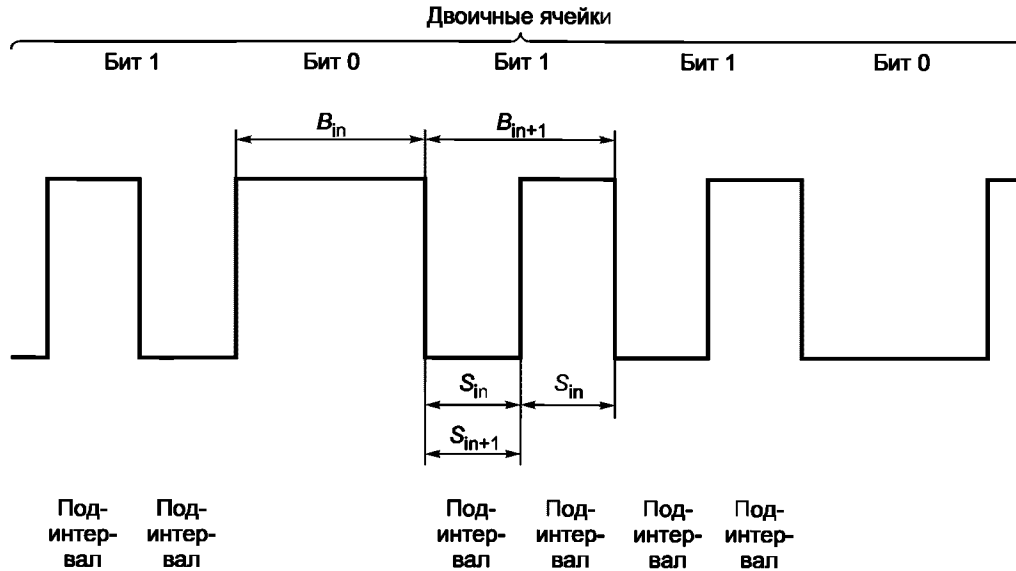 Двоичные ячейки
Бит 1 Бит 0 Бит 1 Бит 1 Бит 0
Bin Bin+1
Sin Sin
Sin+1
Под- Под- Под- Под- Под- Под-
интер- интер- интер- интер- интер- интер-
вал вал вал вал вал вал